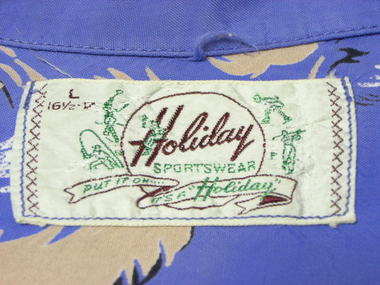 L
16½-17
Holiday
SPORTSWEAR
PUT IT ON... IT'S A "Holiday"